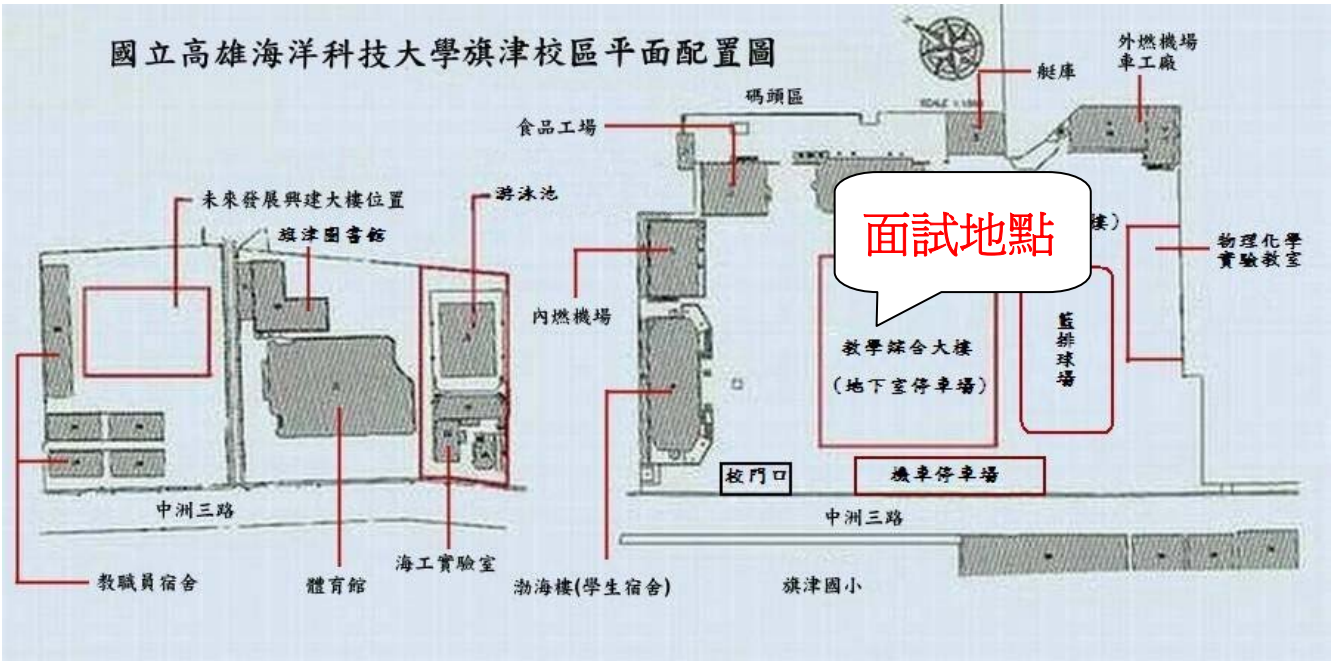 國立高雄海洋科技大學旗津校區平面配置圖
外燃機場
車工廠
艇庫
碼頭區
食品工場
未來發展興建大樓位置
游泳池
旗津圖書館
面試地點
樓)
物理化學
實驗教室
內燃機場
籃排球場
教學綜合大樓
(地下室停車場)
校門口
機車停車場
中洲三路
中洲三路
海工實驗室
教職員宿舍
體育館
渤海樓(學生宿舍)
旗津國小